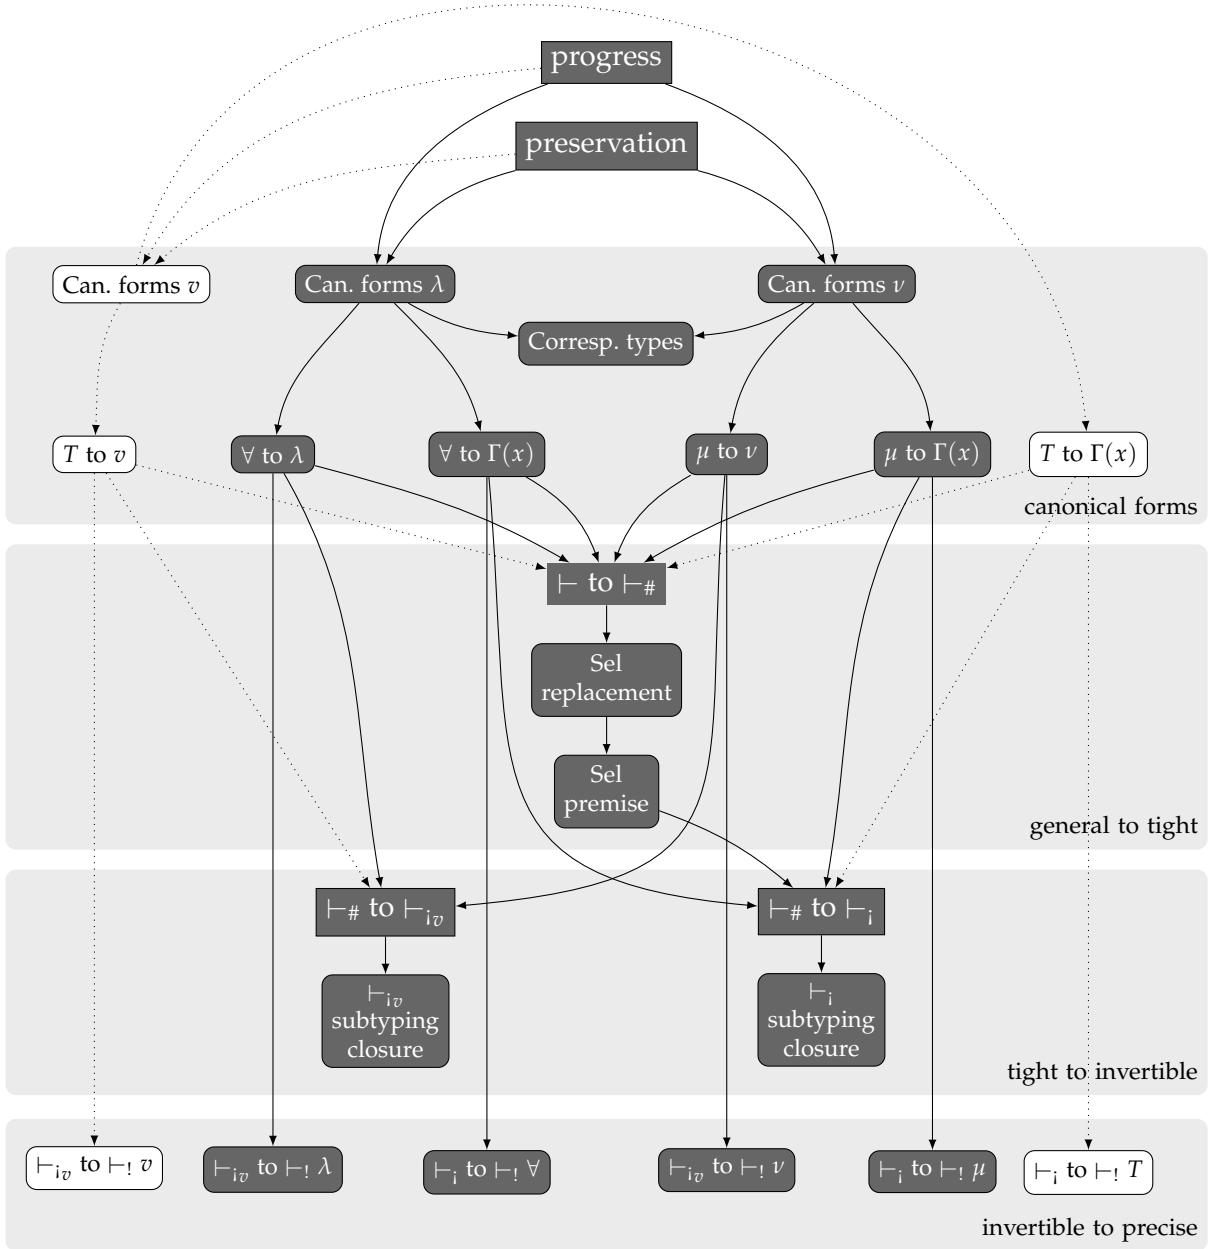 progress
preservation
Can. forms v
Can. forms λ
Can. forms ν
Corresp. types
T to v
∀ to λ
∀ to Γ(x)
μ to ν
μ to Γ(x)
T to Γ(x)
canonical forms
⊢ to ⊢#
Sel
replacement
Sel
premise
general to tight
⊢# to ⊢¡v
⊢# to ⊢¡
⊢¡v
subtyping
closure
⊢¡
subtyping
closure
tight to invertible
⊢¡v to ⊢! v
⊢¡v to ⊢! λ
⊢¡ to ⊢! ∀
⊢¡v to ⊢! ν
⊢¡ to ⊢! μ
⊢¡ to ⊢! T
invertible to precise